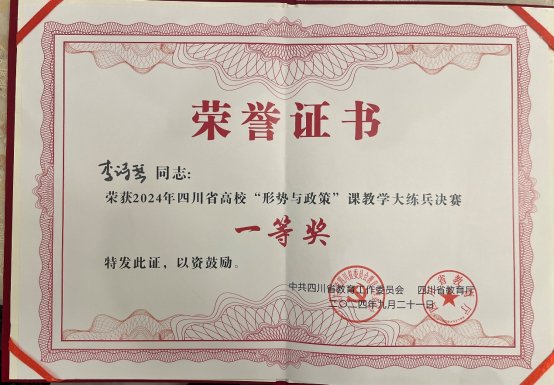 荣誉证书
李 同志：
荣获2024年四川省高校“形势与政策”课教学大练兵决赛
一等奖
特发此证，以资鼓励。
中共四川省教育工作委员会 四川省教育厅
二〇二四年九月二十一日